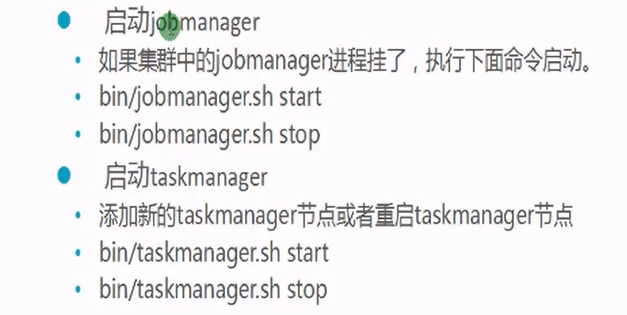 启动jobmanager
如果集群中的jobmanager进程挂了，执行下面命令启动。
bin/jobmanager.sh start
bin/jobmanager.sh stop
启动taskmanager
添加新的taskmanager节点或者重启taskmanager节点
bin/taskmanager.sh start
bin/taskmanager.sh stop